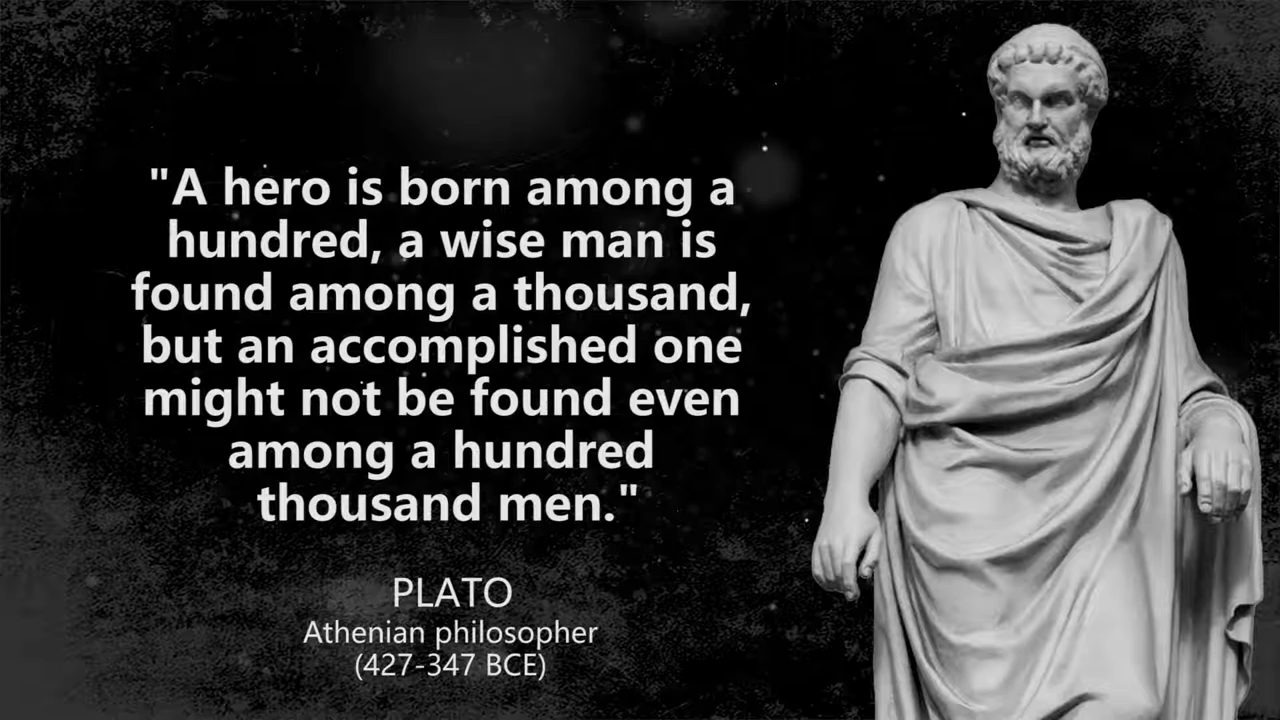 "A hero is born among a
hundred, a wise man is
found among a thousand,
but an accomplished one
might not be found even
among a hundred
thousand men."
PLATO
Athenian philosopher
(427-347 BCE)